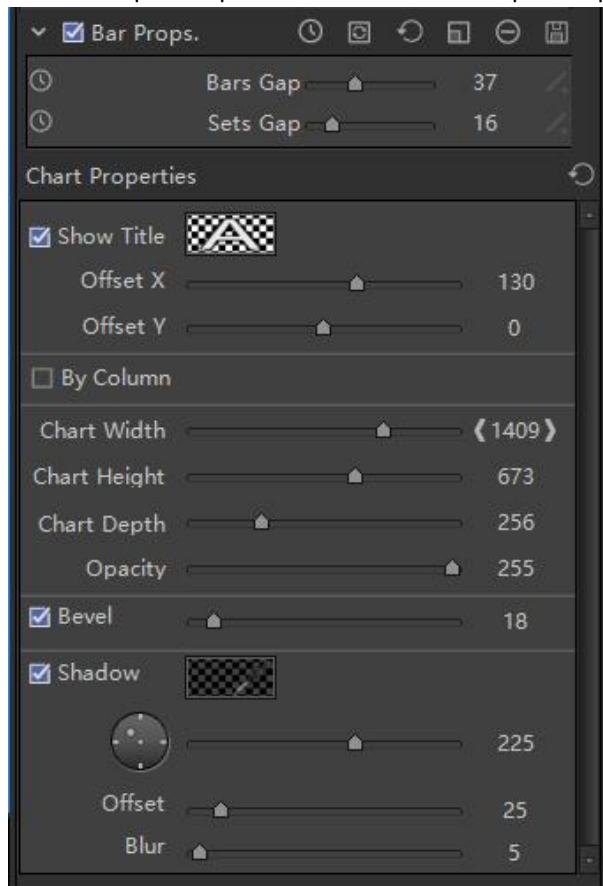 Bar Props.
Bars Gap 37
Sets Gap 16
Chart Properties
Show Title A
Offset X 130
Offset Y 0
By Column
Chart Width ❰1409❱
Chart Height 673
Chart Depth 256
Opacity 255
Bevel 18
Shadow
225
Offset 25
Blur 5